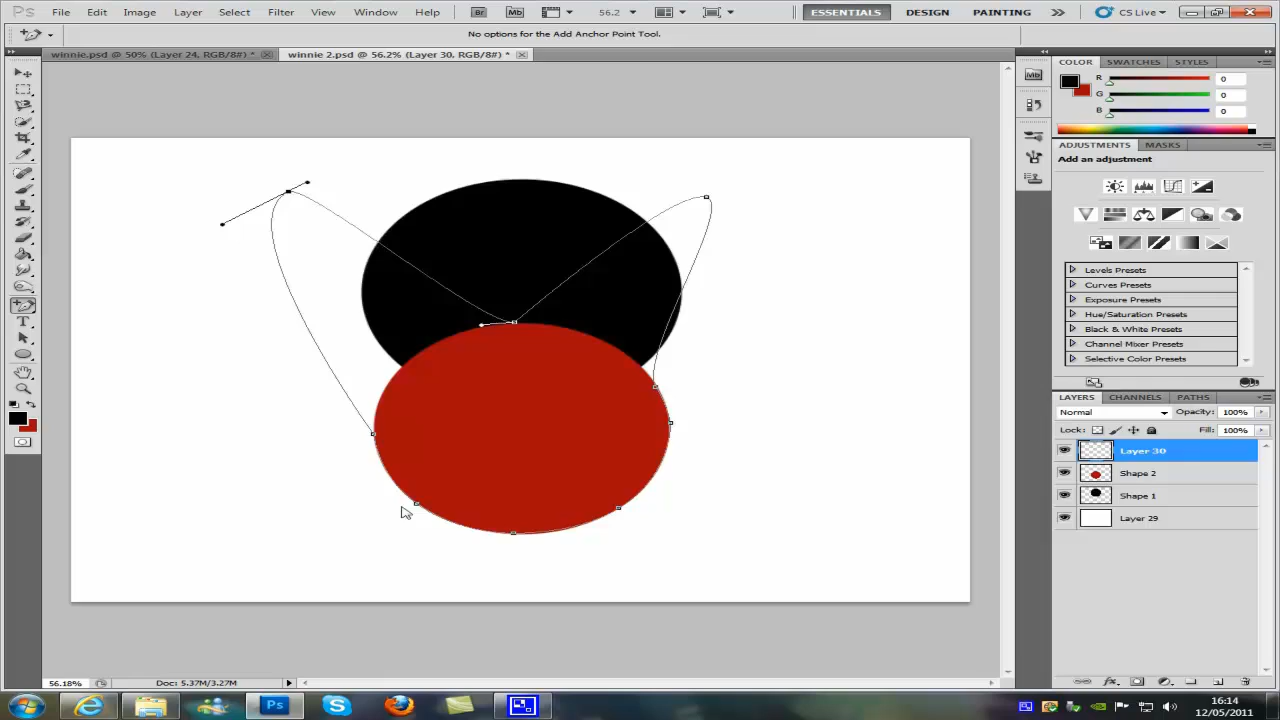 Ps File Edit Image Layer Select Filter View Window Help Br Mb 56.2 ESSENTIALS DESIGN PAINTING CS Live
No options for the Add Anchor Point Tool.
winnie.psd @ 50% (Layer 24, RGB/8#) * winnie 2.psd @ 56.2% (Layer 30, RGB/8#) *
COLOR SWATCHES STYLES
Mb
R 0
G 0
B 0
ADJUSTMENTS MASKS
Add an adjustment
Levels Presets
Curves Presets
Exposure Presets
Hue/Saturation Presets
Black & White Presets
Channel Mixer Presets
Selective Color Presets
LAYERS CHANNELS PATHS
Normal Opacity: 100%
Lock: Fill: 100%
Layer 30
Shape 2
Shape 1
Layer 29
56.18% Doc: 5.37M/3.27M
Ps
16:14
12/05/2011